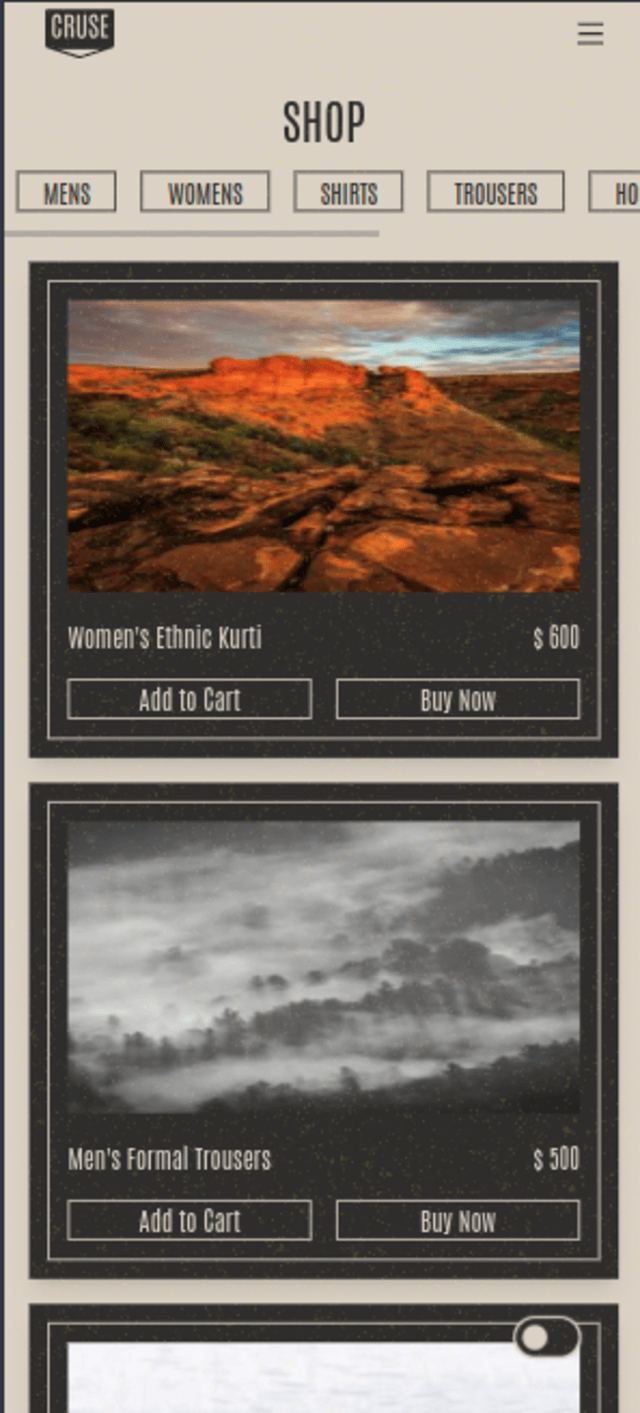 CRUSE
SHOP
MENS WOMENS SHIRTS TROUSERS HO
Women's Ethnic Kurti $ 600
Add to Cart Buy Now
Men's Formal Trousers $ 500
Add to Cart Buy Now